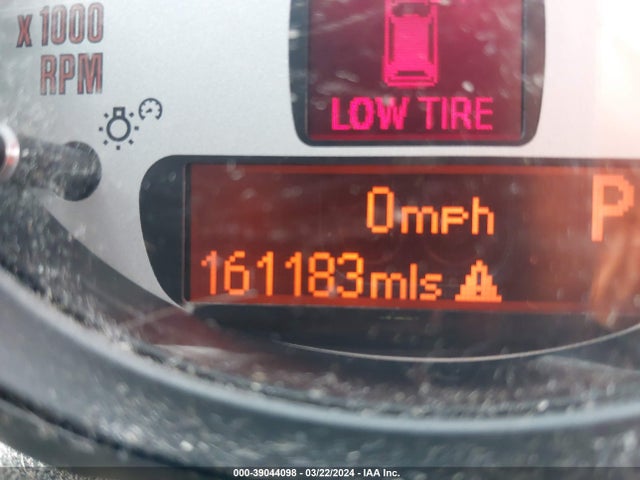 x 1000
RPM
LOW TIRE
0mph
P
161183mls
000-39044098 - 03/22/2024 - IAA Inc.